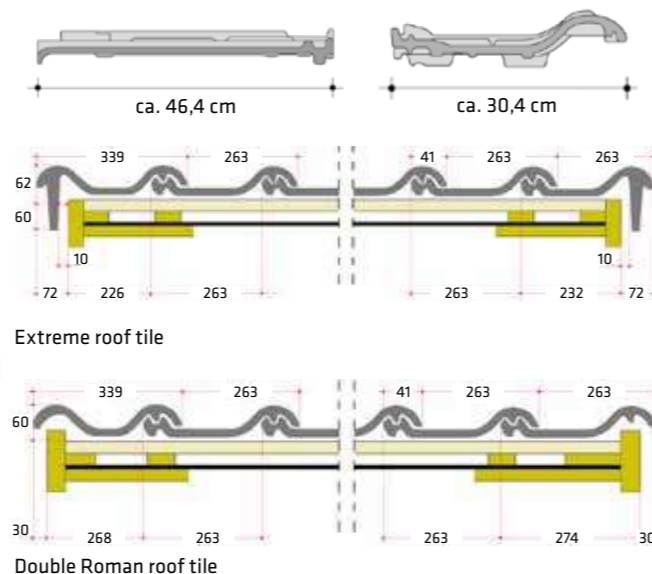 ca. 46,4 cm ca. 30,4 cm
339 263 41 263 263
62
60
10 10
72 226 263 263 232 72
Extreme roof tile
339 263 41 263 263
60
30 268 263 263 274 30
Double Roman roof tile